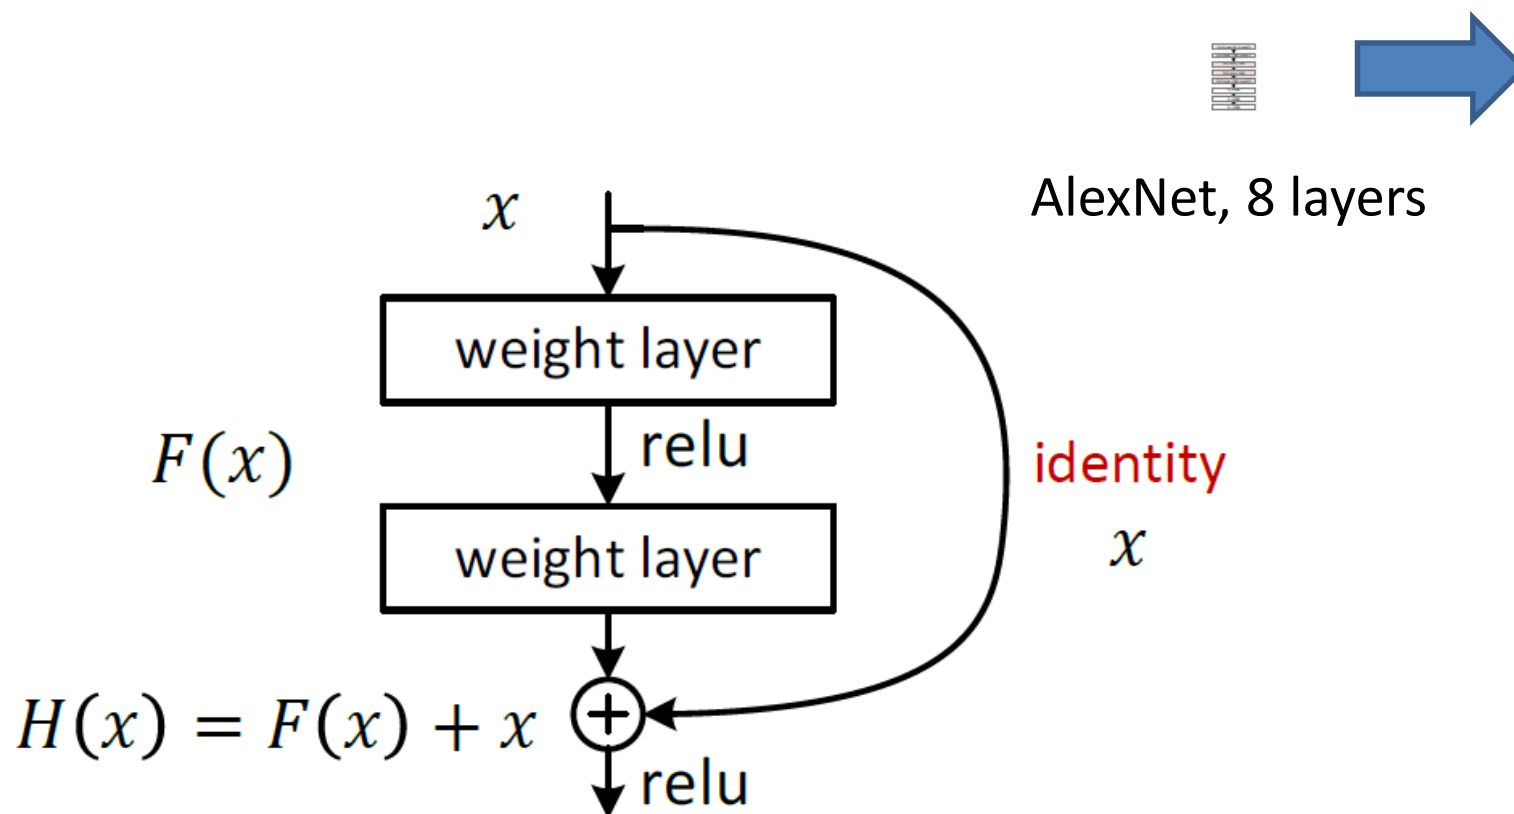 AlexNet, 8 layers
x
weight layer
relu
F(x)
identity
x
weight layer
H(x) = F(x) + x
relu